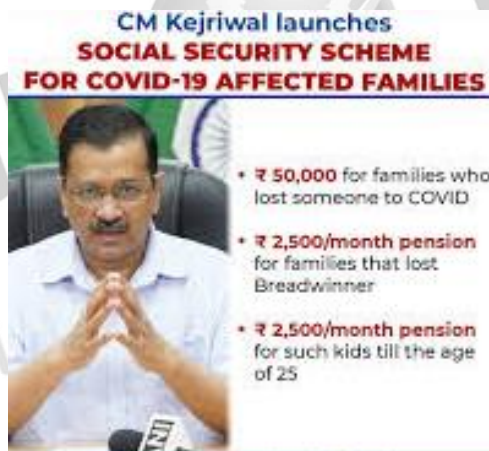 CM Kejriwal launches
SOCIAL SECURITY SCHEME
FOR COVID-19 AFFECTED FAMILIES
• ₹ 50,000 for families who
lost someone to COVID
• ₹ 2,500/month pension
for families that lost
Breadwinner
• ₹ 2,500/month pension
for such kids till the age
of 25
ANI